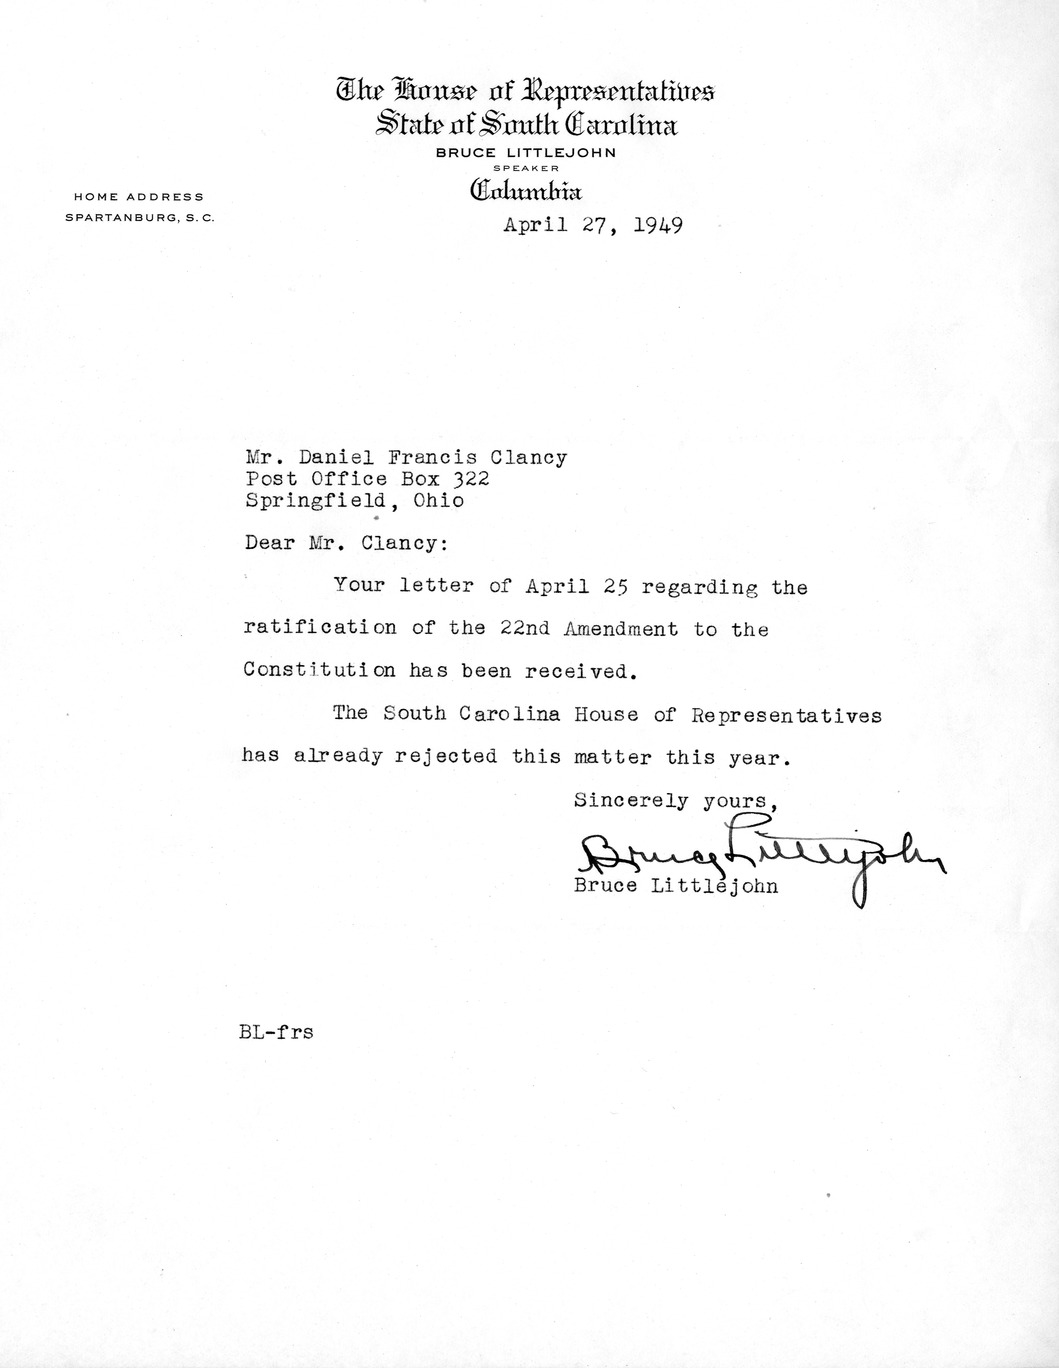 The House of Representatives
State of South Carolina
BRUCE LITTLEJOHN
SPEAKER
Columbia
HOME ADDRESS
SPARTANBURG, S.C.
April 27, 1949
Mr. Daniel Francis Clancy
Post Office Box 322
Springfield, Ohio
Dear Mr. Clancy:
Your letter of April 25 regarding the
ratification of the 22nd Amendment to the
Constitution has been received.
The South Carolina House of Representatives
has already rejected this matter this year.
Sincerely yours,
Bruce Littlejohn
Bruce Littlejohn
BL-frs